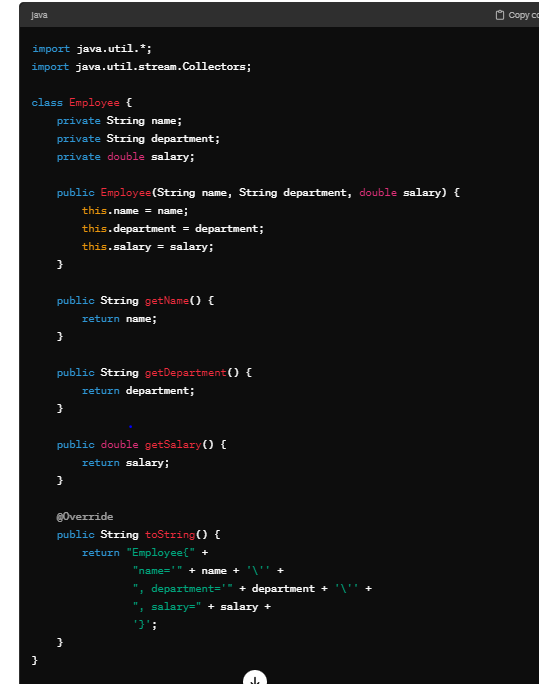 java
Copy co
import java.util.*;
import java.util.stream.Collectors;
class Employee {
    private String name;
    private String department;
    private double salary;
    public Employee(String name, String department, double salary) {
        this.name = name;
        this.department = department;
        this.salary = salary;
    }
    public String getName() {
        return name;
    }
    public String getDepartment() {
        return department;
    }
    public double getSalary() {
        return salary;
    }
    @Override
    public String toString() {
        return "Employee{" +
                "name='" + name + '\'' +
                ", department='" + department + '\'' +
                ", salary=" + salary +
                '}';
    }
}